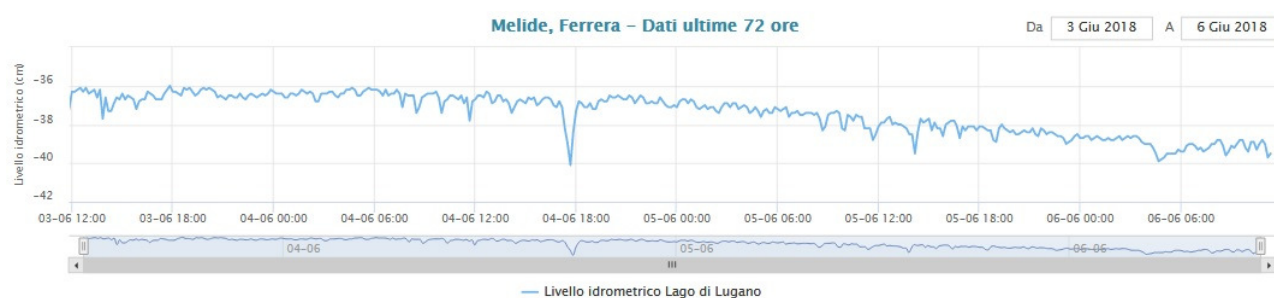 Melide, Ferrera – Dati ultime 72 ore
Da 3 Giu 2018 A 6 Giu 2018
Livello idrometrico (cm)
-36
-38
-40
-42
03-06 12:00 03-06 18:00 04-06 00:00 04-06 06:00 04-06 12:00 04-06 18:00 05-06 00:00 05-06 06:00 05-06 12:00 05-06 18:00 06-06 00:00 06-06 06:00
04-06 05-06 06-06
Livello idrometrico Lago di Lugano